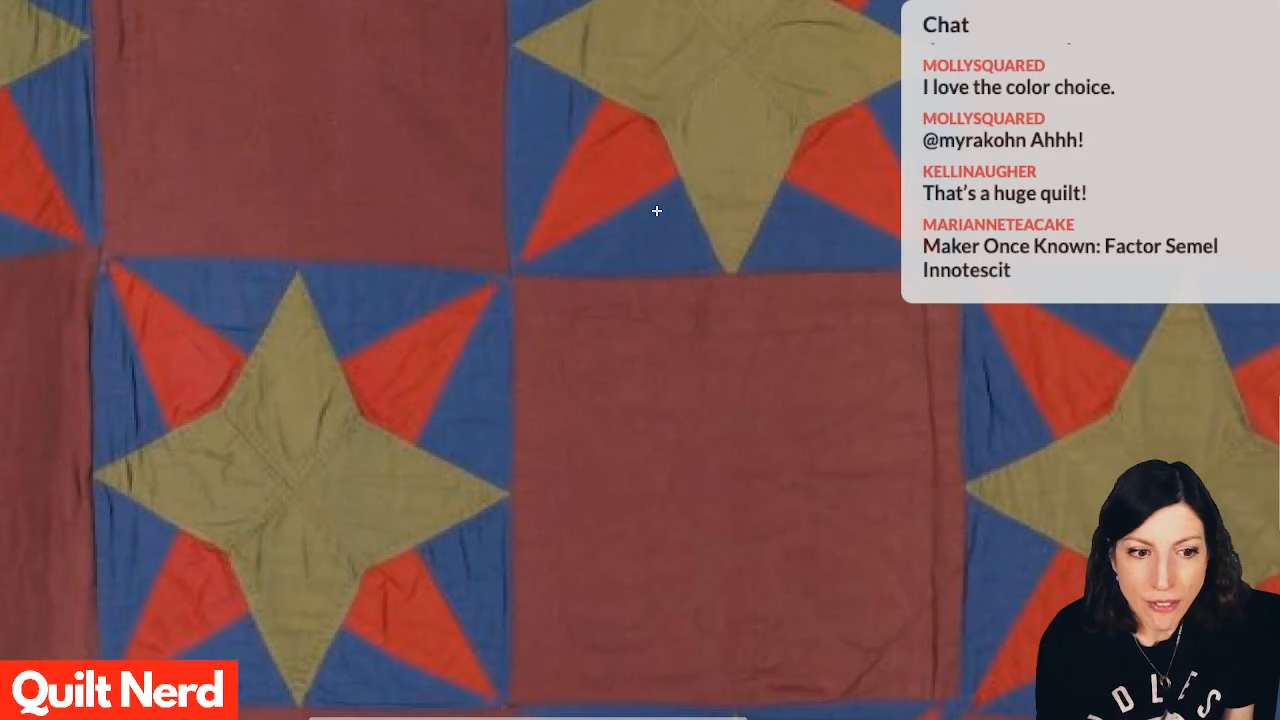 Chat
MOLLYSQUARED
I love the color choice.
MOLLYSQUARED
@myrakohn Ahhh!
KELLINAUGHER
That's a huge quilt!
MARIANNETEACAKE
Maker Once Known: Factor Semel
Innotescit
Quilt Nerd